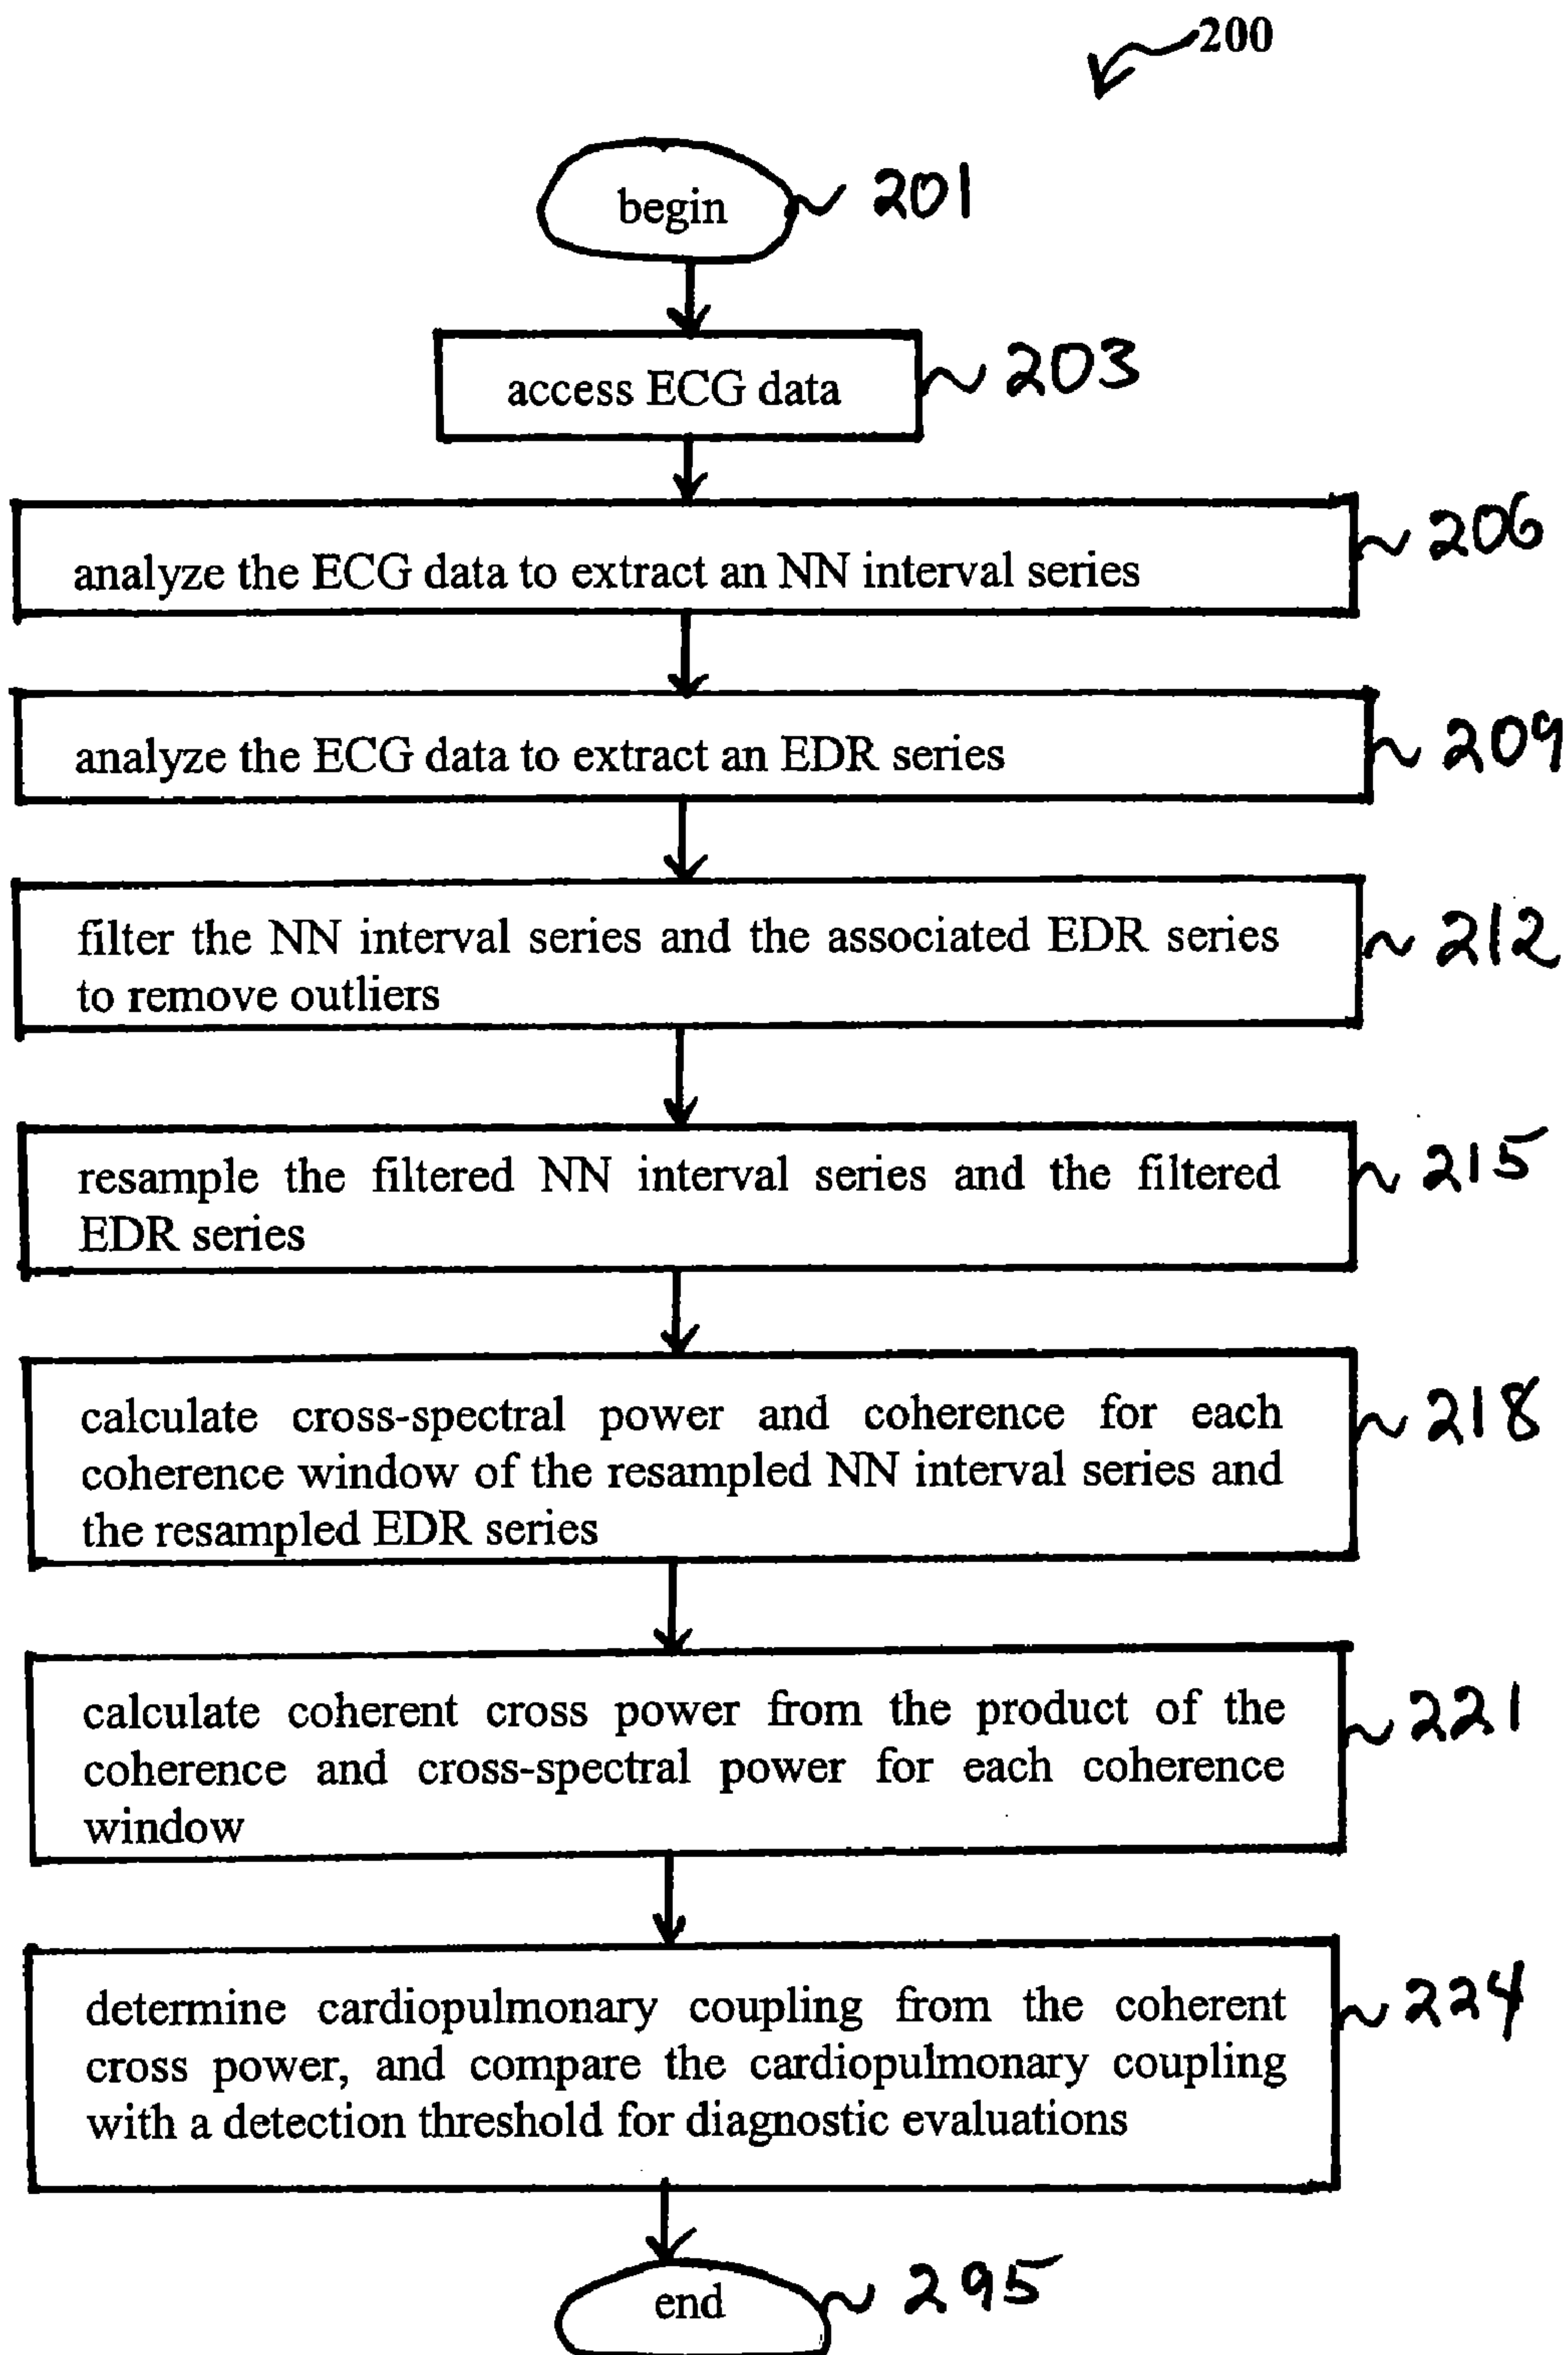 200
begin 201
access ECG data 203
analyze the ECG data to extract an NN interval series 206
analyze the ECG data to extract an EDR series 209
filter the NN interval series and the associated EDR series 212
to remove outliers
resample the filtered NN interval series and the filtered 215
EDR series
calculate cross-spectral power and coherence for each 218
coherence window of the resampled NN interval series and
the resampled EDR series
calculate coherent cross power from the product of the 221
coherence and cross-spectral power for each coherence
window
determine cardiopulmonary coupling from the coherent 224
cross power, and compare the cardiopulmonary coupling
with a detection threshold for diagnostic evaluations
end 295